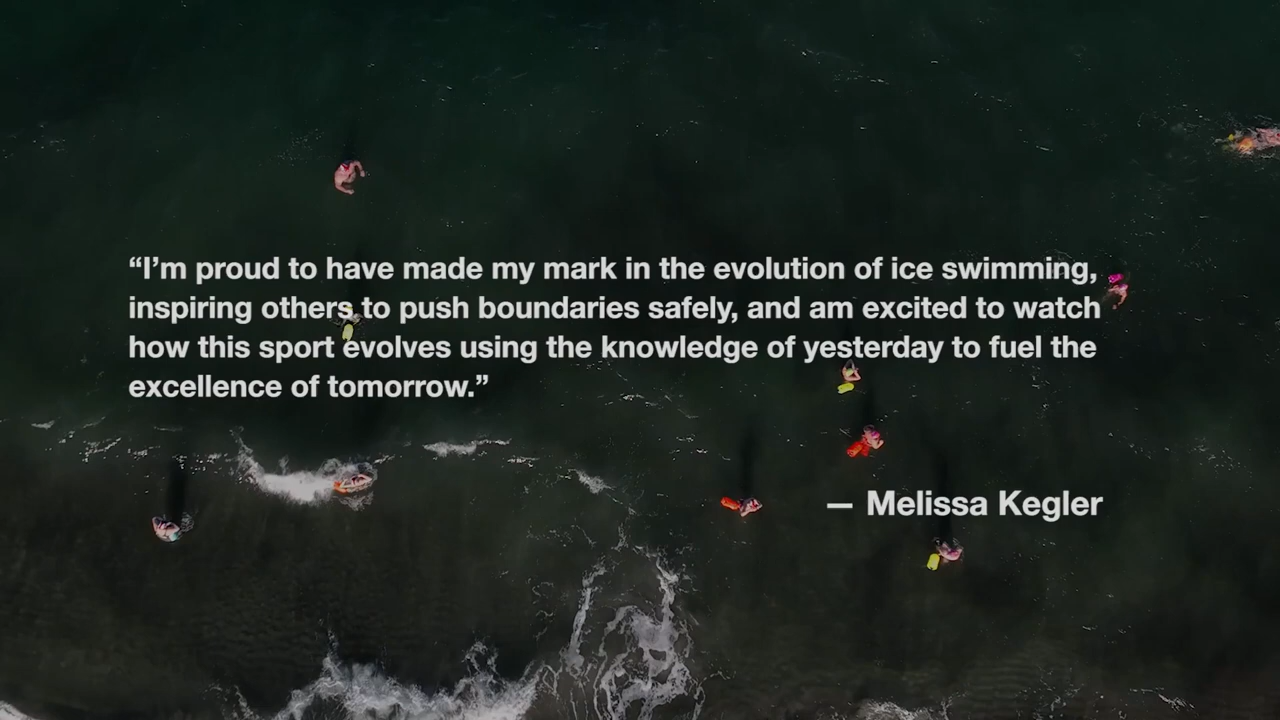 “I’m proud to have made my mark in the evolution of ice swimming,
inspiring others to push boundaries safely, and am excited to watch
how this sport evolves using the knowledge of yesterday to fuel the
excellence of tomorrow.”
— Melissa Kegler